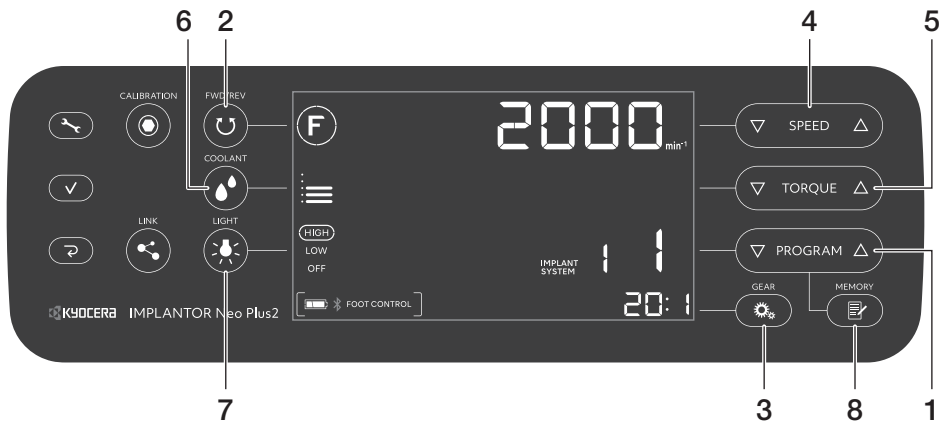 6 2 4 5
CALIBRATION FWD/REV
F 2000 min-1
▽ SPEED △
COOLANT
▽ TORQUE △
LINK LIGHT
HIGH
LOW
OFF
IMPLANT
SYSTEM 1 1
▽ PROGRAM △
GEAR MEMORY
KYOCERA IMPLANTOR Neo Plus2
FOOT CONTROL 20:1
7 3 8 1